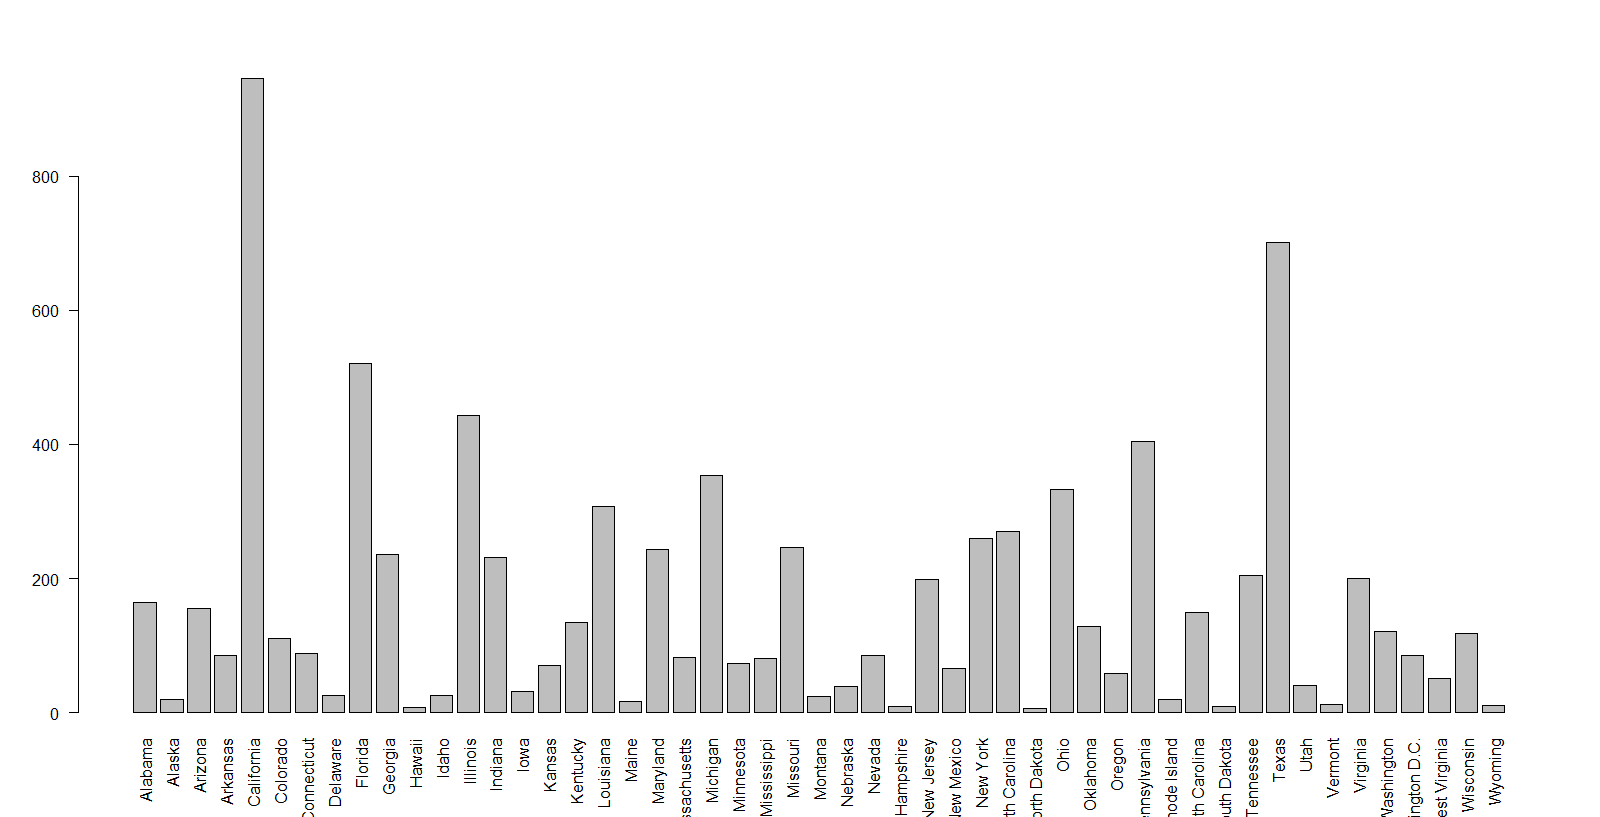 800
600
400
200
0
Alabama
Alaska
Arizona
Arkansas
California
Colorado
Connecticut
Delaware
Florida
Georgia
Hawaii
Idaho
Illinois
Indiana
Iowa
Kansas
Kentucky
Louisiana
Maine
Maryland
ssachusetts
Michigan
Minnesota
Mississippi
Missouri
Montana
Nebraska
Nevada
Hampshire
New Jersey
New Mexico
New York
th Carolina
orth Dakota
Ohio
Oklahoma
Oregon
ennsylvania
hode Island
th Carolina
outh Dakota
Tennessee
Texas
Utah
Vermont
Virginia
Washington
ington D.C.
est Virginia
Wisconsin
Wyoming